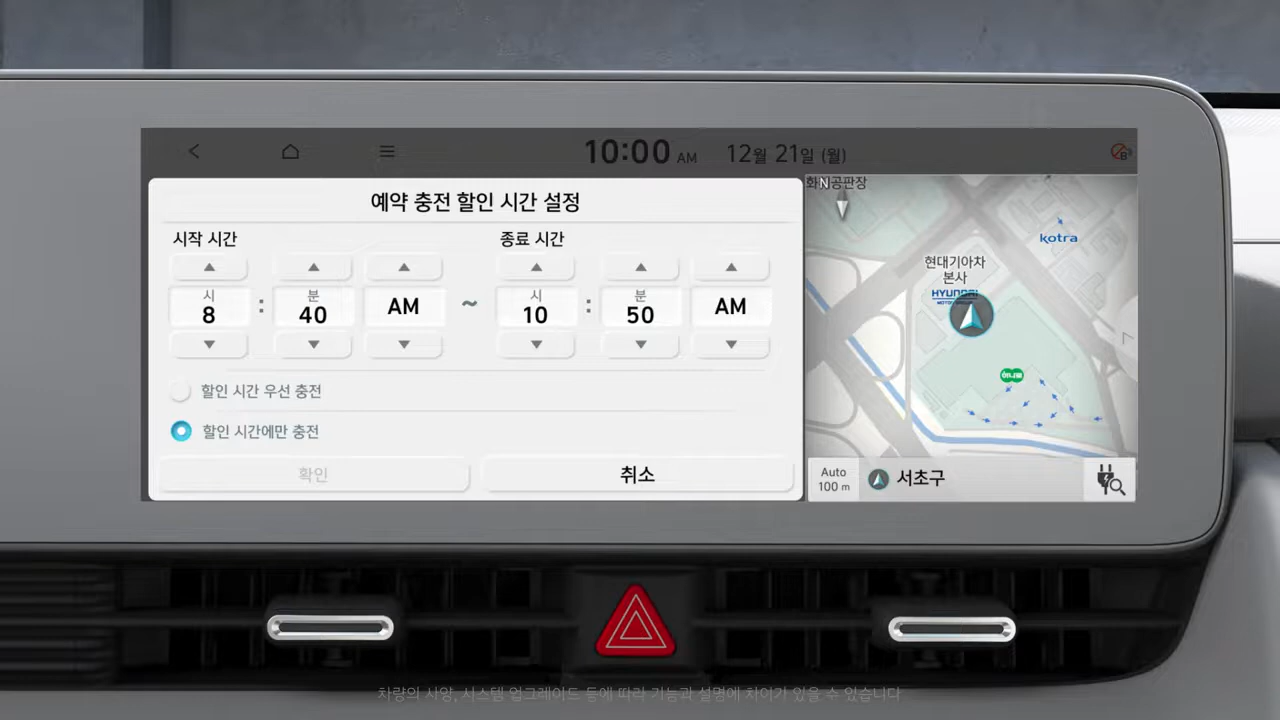 10:00 AM 12월 21일 (월)
예약 충전 할인 시간 설정
시작 시간
종료 시간
시
8
:
분
40
AM
~
시
10
:
분
50
AM
할인 시간 우선 충전
할인 시간에만 충전
확인
취소
N
kotra
현대기아차
본사
HYUNDAI
하나로
Auto
100 m
서초구
차량의 사양, 시스템 업그레이드 등에 따라 기능과 설명에 차이가 있을 수 있습니다